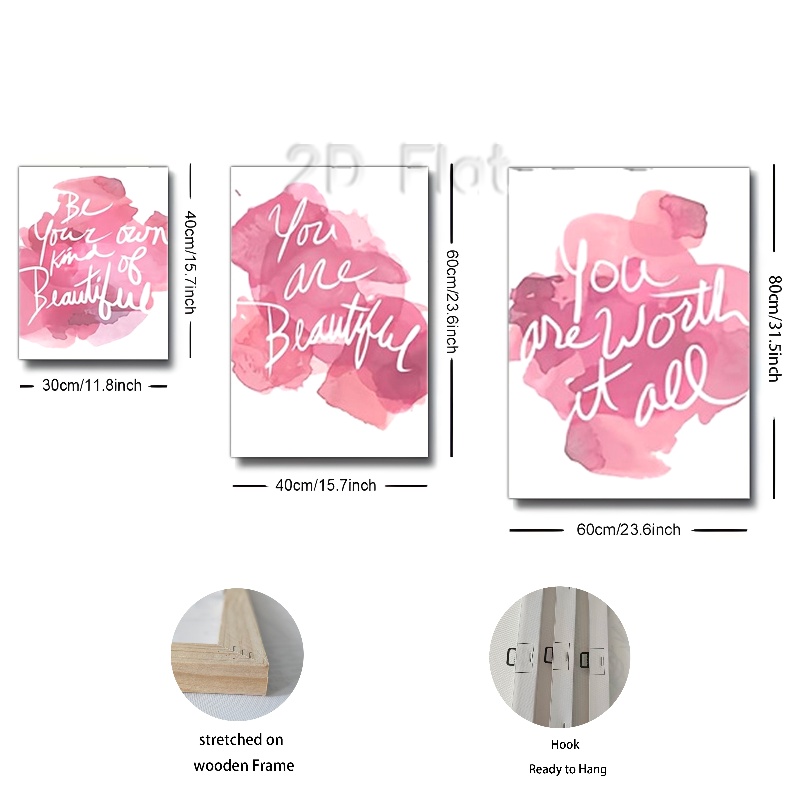 2D Flat
Be
Your own
Kind of
Beautiful
40cm/15.7inch
30cm/11.8inch
You
are
Beautiful
60cm/23.6inch
40cm/15.7inch
You
are Worth
it all
80cm/31.5inch
60cm/23.6inch
stretched on
wooden Frame
Hook
Ready to Hang